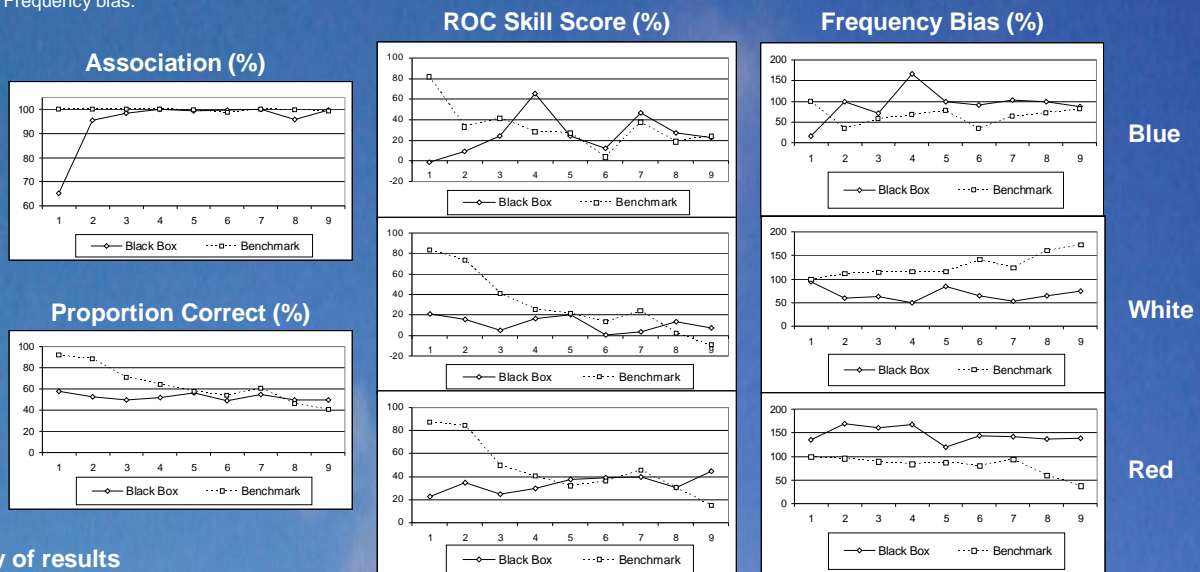 Frequency bias.
Association (%)
100
90
80
70
60
1 2 3 4 5 6 7 8 9
Black Box Benchmark
Proportion Correct (%)
100
80
60
40
20
0
1 2 3 4 5 6 7 8 9
Black Box Benchmark
y of results
ROC Skill Score (%)
100
80
60
40
20
0
-20
1 2 3 4 5 6 7 8 9
Black Box Benchmark
100
80
60
40
20
0
-20
1 2 3 4 5 6 7 8 9
Black Box Benchmark
100
80
60
40
20
0
1 2 3 4 5 6 7 8 9
Black Box Benchmark
Frequency Bias (%)
200
150
100
50
0
1 2 3 4 5 6 7 8 9
Black Box Benchmark
Blue
200
150
100
50
0
1 2 3 4 5 6 7 8 9
Black Box Benchmark
White
200
150
100
50
0
1 2 3 4 5 6 7 8 9
Black Box Benchmark
Red